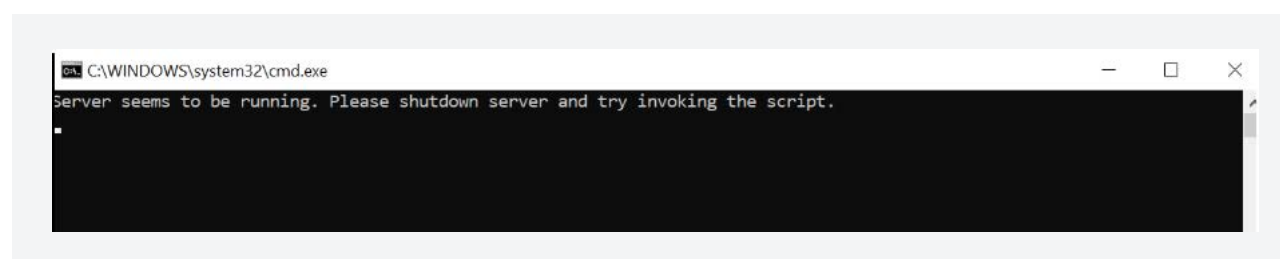 C:\WINDOWS\system32\cmd.exe
Server seems to be running. Please shutdown server and try invoking the script.